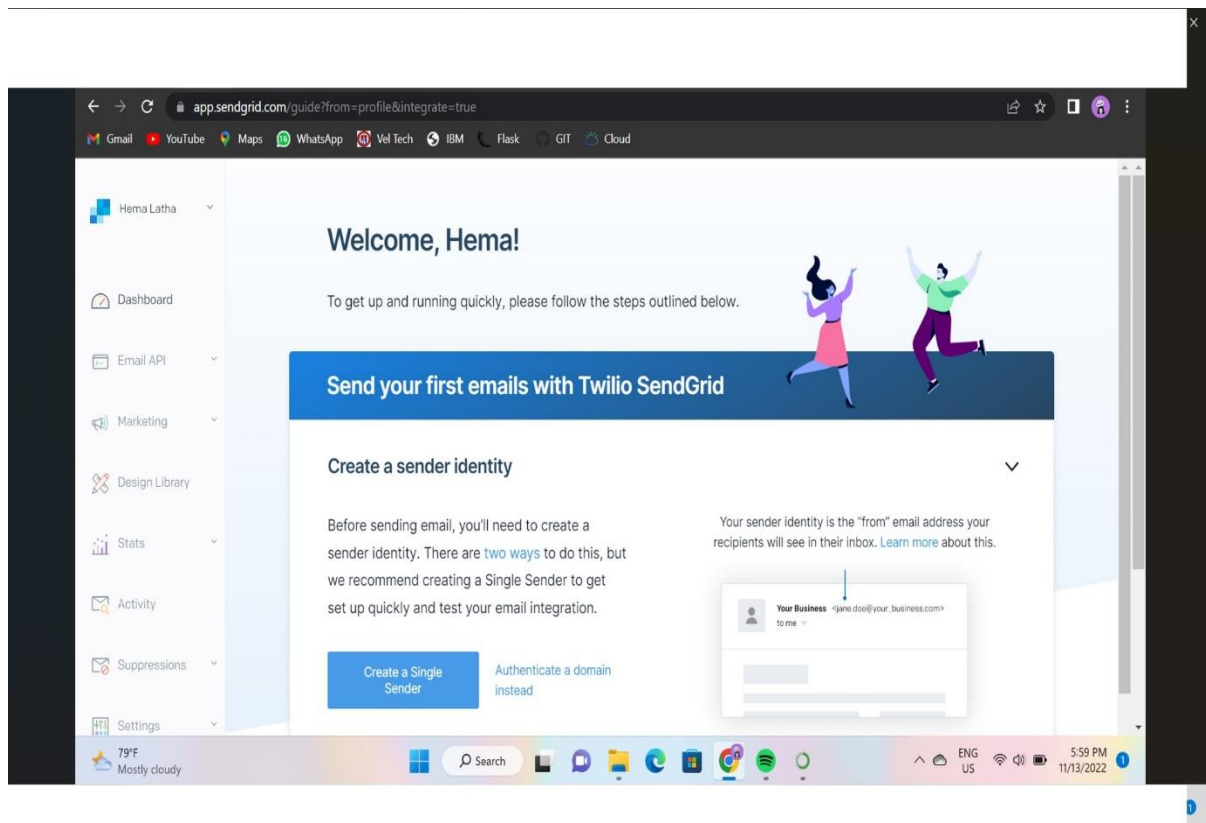 app.sendgrid.com/guide?from=profile&integrate=true
Gmail YouTube Maps WhatsApp Vel Tech IBM Flask GIT Cloud
Hema Latha
Dashboard
Email API
Marketing
Design Library
Stats
Activity
Suppressions
Settings
Welcome, Hema!
To get up and running quickly, please follow the steps outlined below.
Send your first emails with Twilio SendGrid
Create a sender identity
Before sending email, you'll need to create a
sender identity. There are two ways to do this, but
we recommend creating a Single Sender to get
set up quickly and test your email integration.
Create a Single
Sender
Authenticate a domain
instead
Your sender identity is the "from" email address your
recipients will see in their inbox. Learn more about this.
Your Business <jane.doe@your_business.com>
to me
79°F
Mostly cloudy
Search
ENG
US
5:59 PM
11/13/2022
1
1